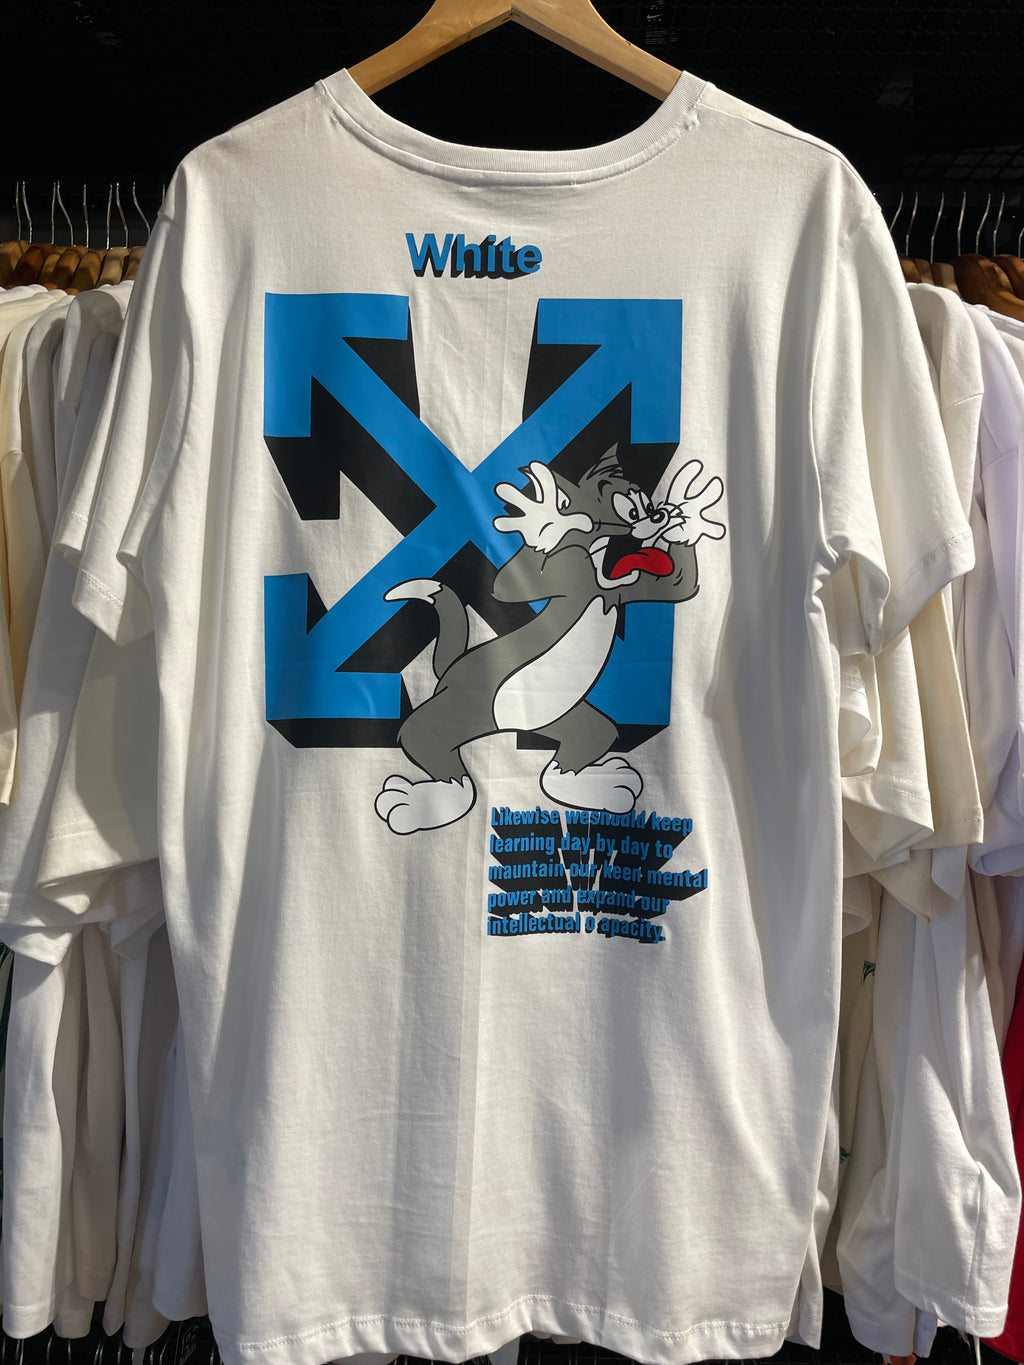 White
Likewise weshould keep
learning day by day to
mauntain our keen mental
power and expand our
intellectual o apacity.